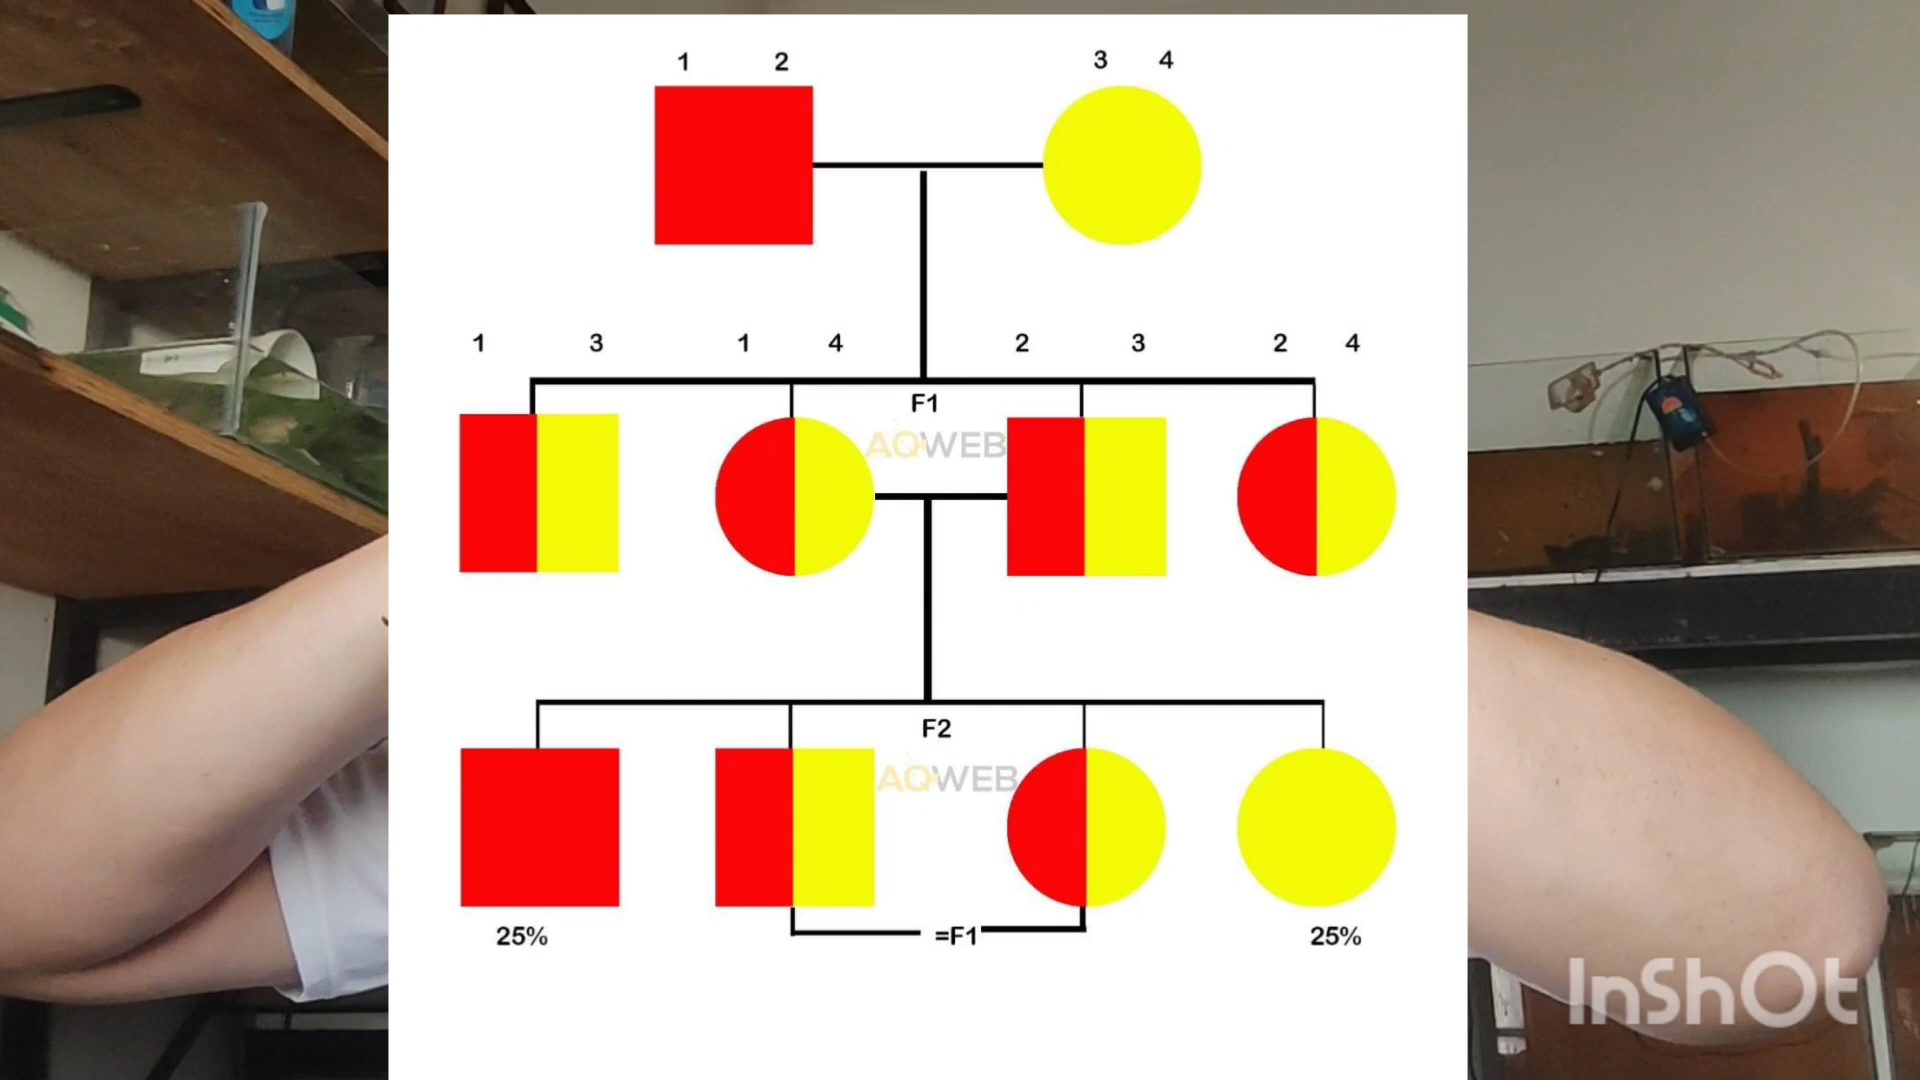 1 2 3 4
1 3 1 4 2 3 2 4
F1
AQWEB
F2
AQWEB
25% =F1 25%
InShOt